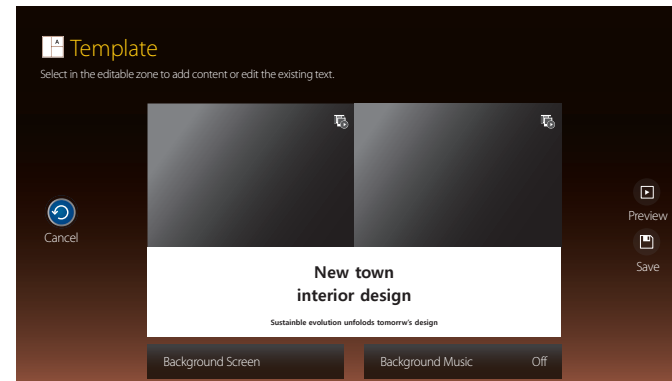 A
Template
Select in the editable zone to add content or edit the existing text.
Cancel
Preview
Save
New town
interior design
Sustainble evolution unfolods tomorrw's design
Background Screen
Background Music Off